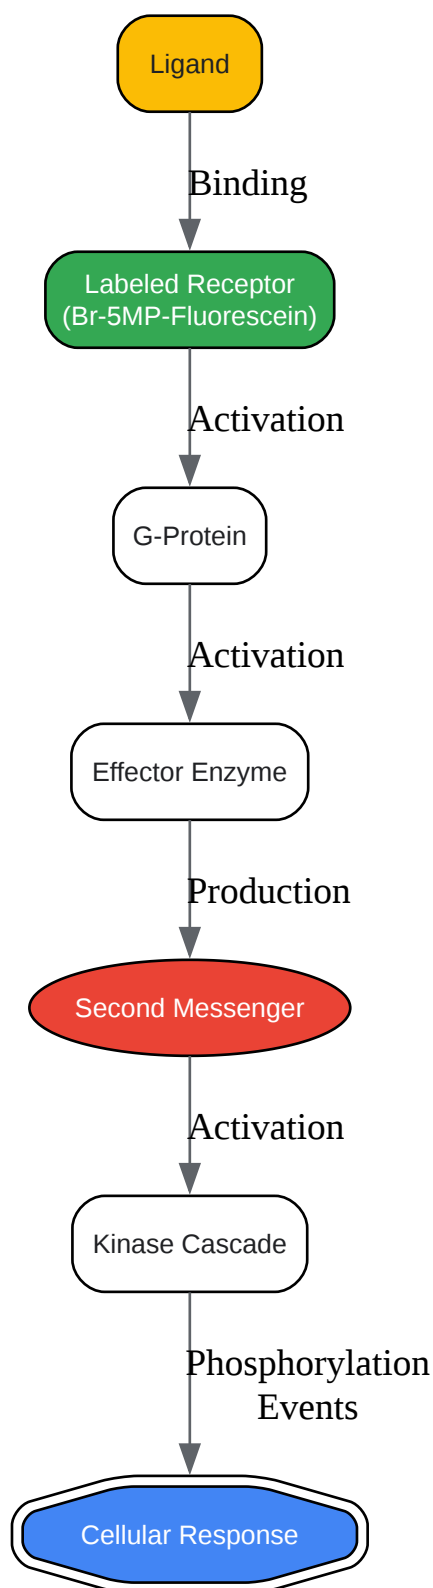 Ligand
Binding
Labeled Receptor
(Br-5MP-Fluorescein)
Activation
G-Protein
Activation
Effector Enzyme
Production
Second Messenger
Activation
Kinase Cascade
Phosphorylation
Events
Cellular Response